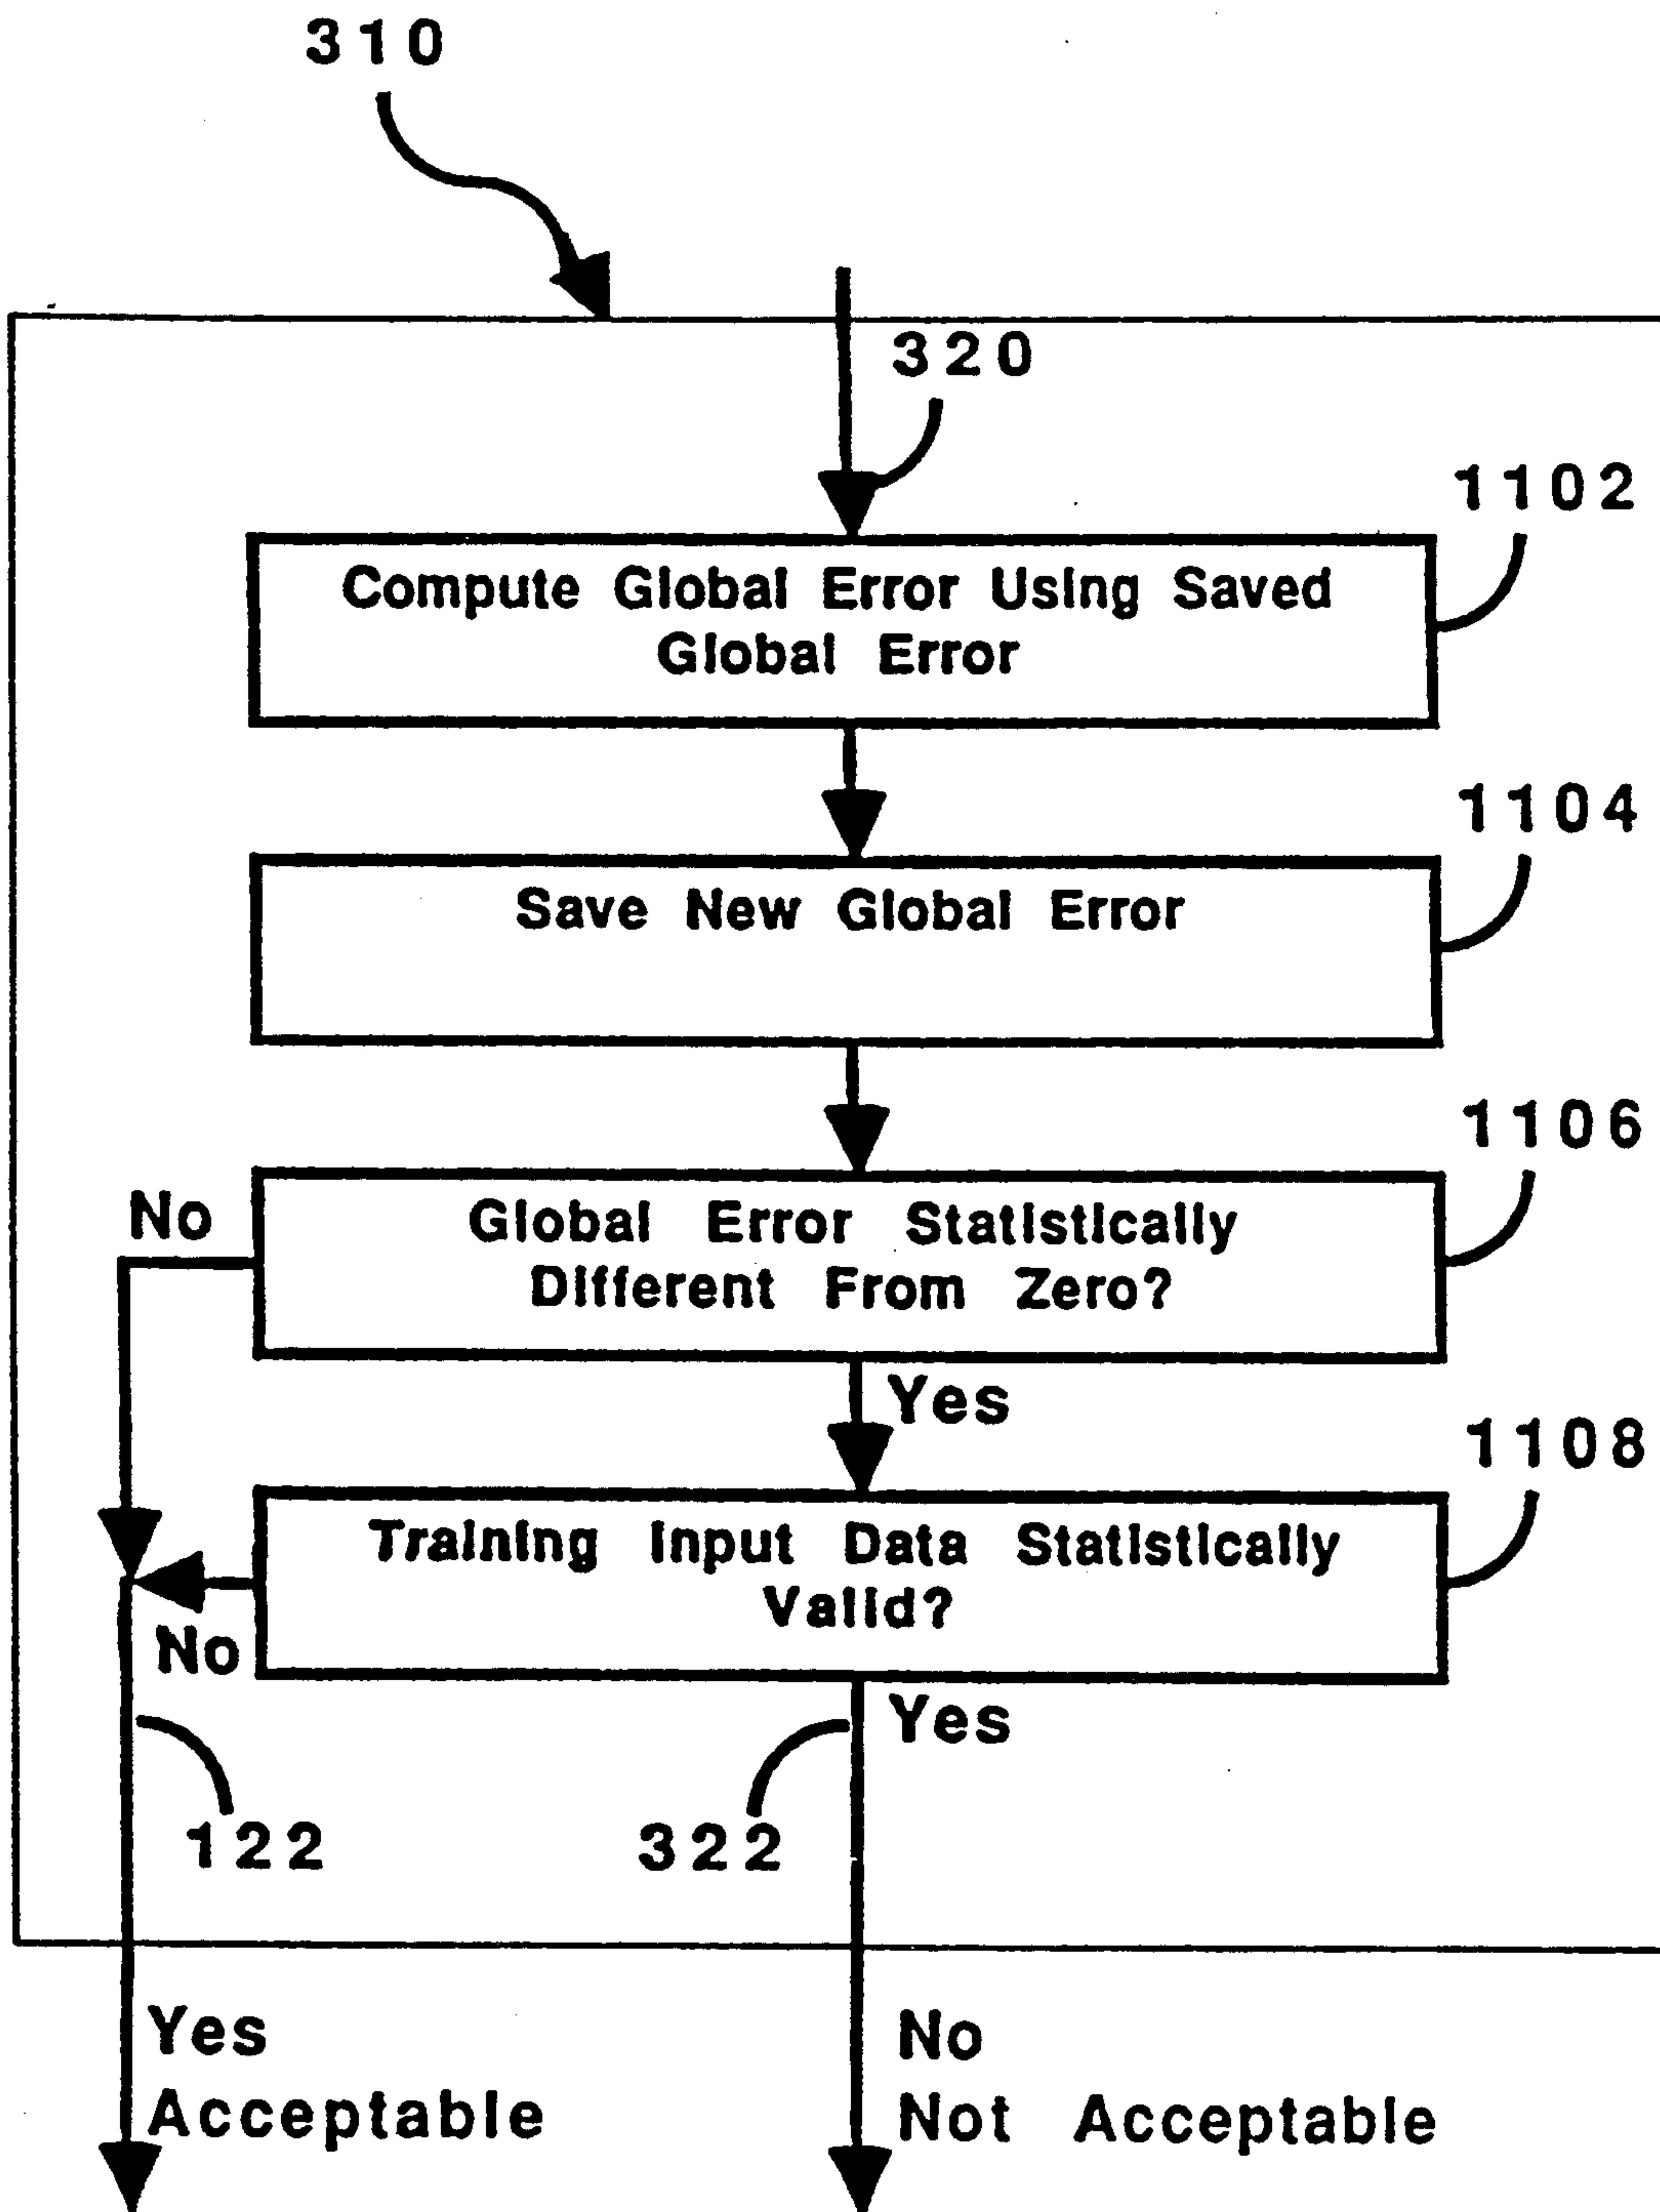 310
320
1102
Compute Global Error Using Saved
Global Error
1104
Save New Global Error
1106
No
Global Error Statistically
Different From Zero?
Yes
1108
Training Input Data Statistically
Valid?
No
Yes
122
322
Yes
Acceptable
No
Not Acceptable